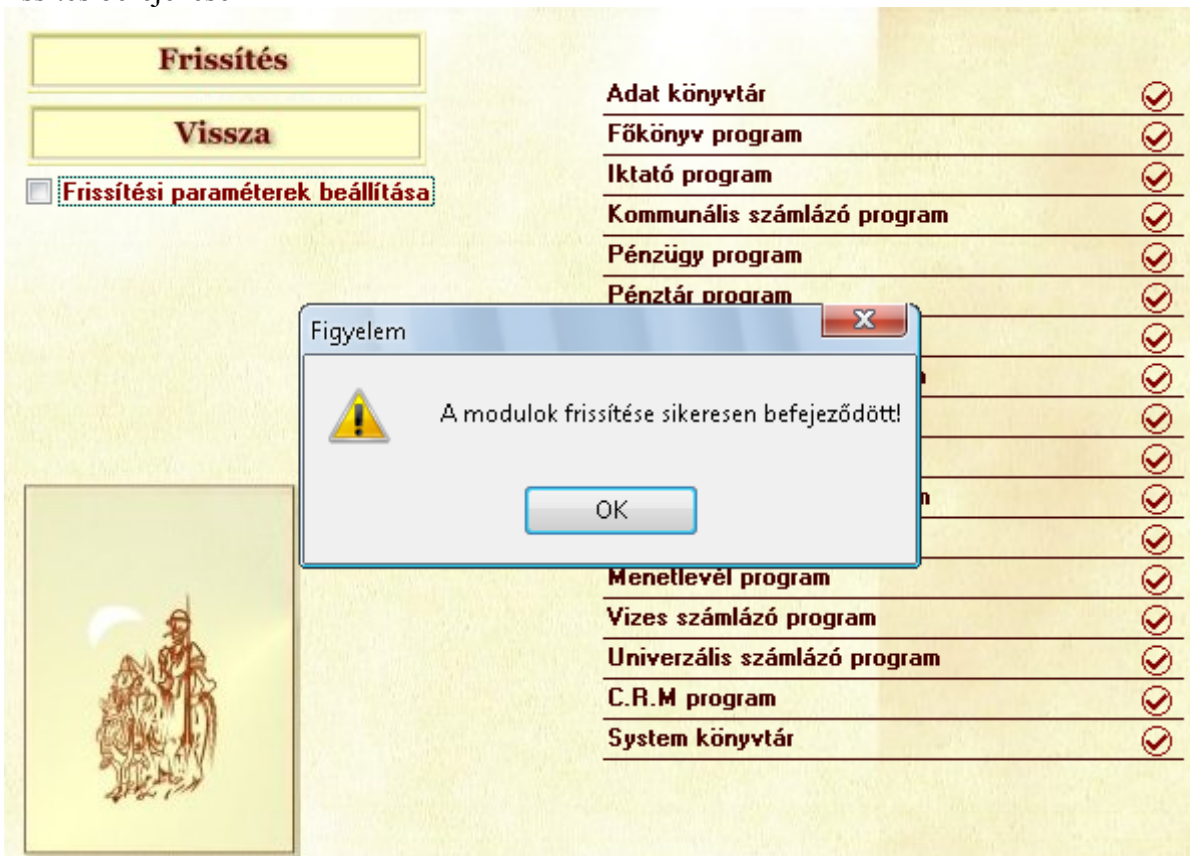 Frissítés
Vissza
Frissítési paraméterek beállítása
Adat könyvtár
Főkönyv program
Iktató program
Kommunális számlázó program
Pénzügy program
Pénztár program
Figyelem
A modulok frissítése sikeresen befejeződött!
OK
Menetlevél program
Vizes számlázó program
Univerzális számlázó program
C.R.M program
System könyvtár